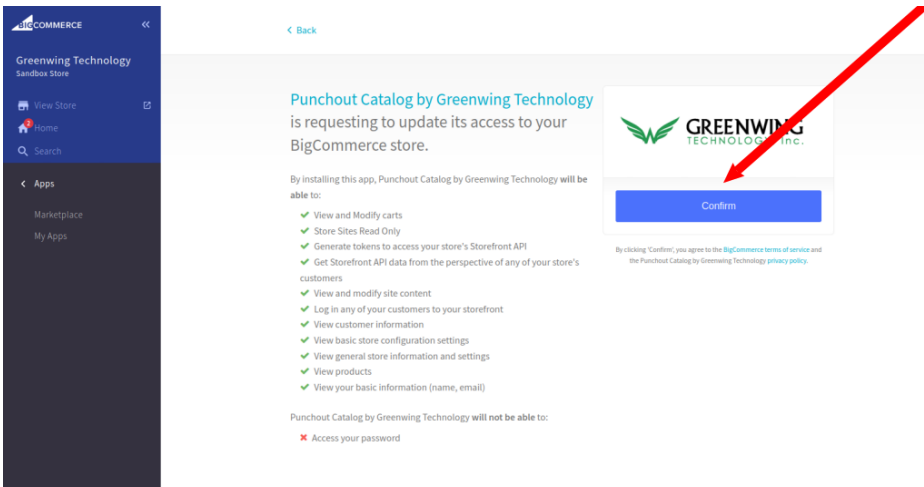 BIGCOMMERCE
Greenwing Technology
Sandbox Store
View Store
2
Home
Search
Apps
Marketplace
My Apps
Back
Punchout Catalog by Greenwing Technology
is requesting to update its access to your
BigCommerce store.
By installing this app, Punchout Catalog by Greenwing Technology will be
able to:
View and Modify carts
Store Sites Read Only
Generate tokens to access your store's Storefront API
Get Storefront API data from the perspective of any of your store's
customers
View and modify site content
Log in any of your customers to your storefront
View customer information
View basic store configuration settings
View general store information and settings
View products
View your basic information (name, email)
Punchout Catalog by Greenwing Technology will not be able to:
Access your password
GREENWING
TECHNOLOGY Inc.
Confirm
By clicking 'Confirm', you agree to the BigCommerce terms of service and
the Punchout Catalog by Greenwing Technology privacy policy.